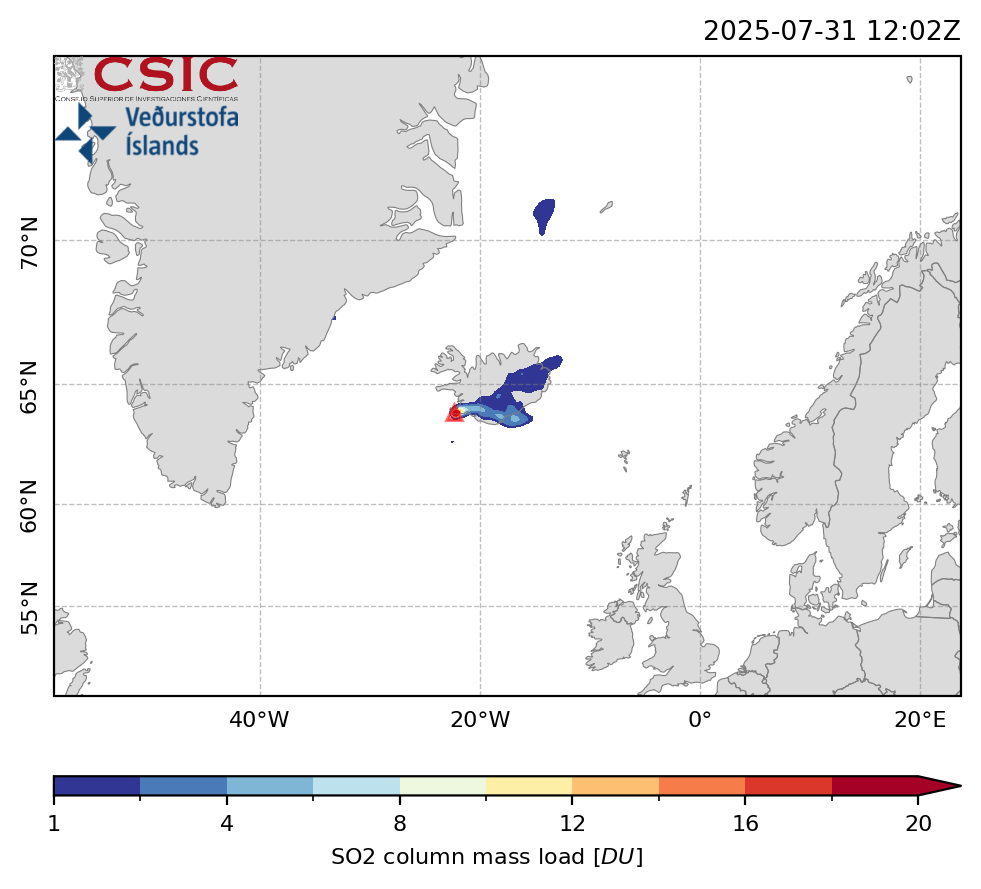 2025-07-31 12:02Z
CSIC
CONSEJO SUPERIOR DE INVESTIGACIONES CIENTÍFICAS
Veðurstofa
Íslands
70°N
65°N
60°N
55°N
40°W 20°W 0° 20°E
1 4 8 12 16 20
SO2 column mass load [DU]